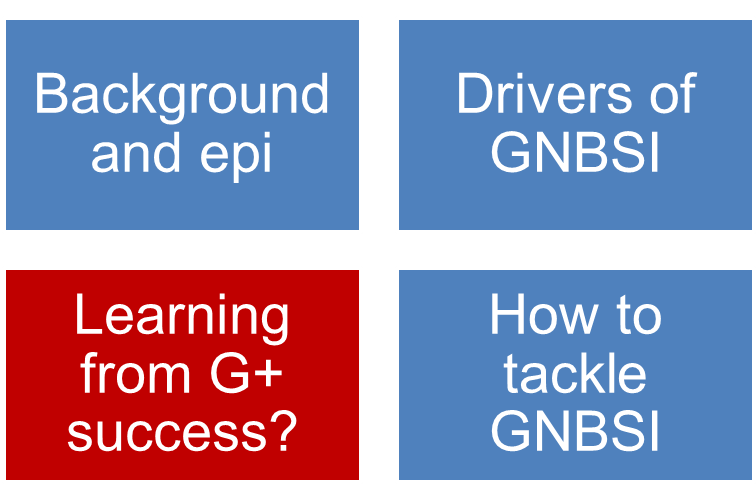 Background
and epi
Drivers of
GNBSI
Learning
from G+
success?
How to
tackle
GNBSI